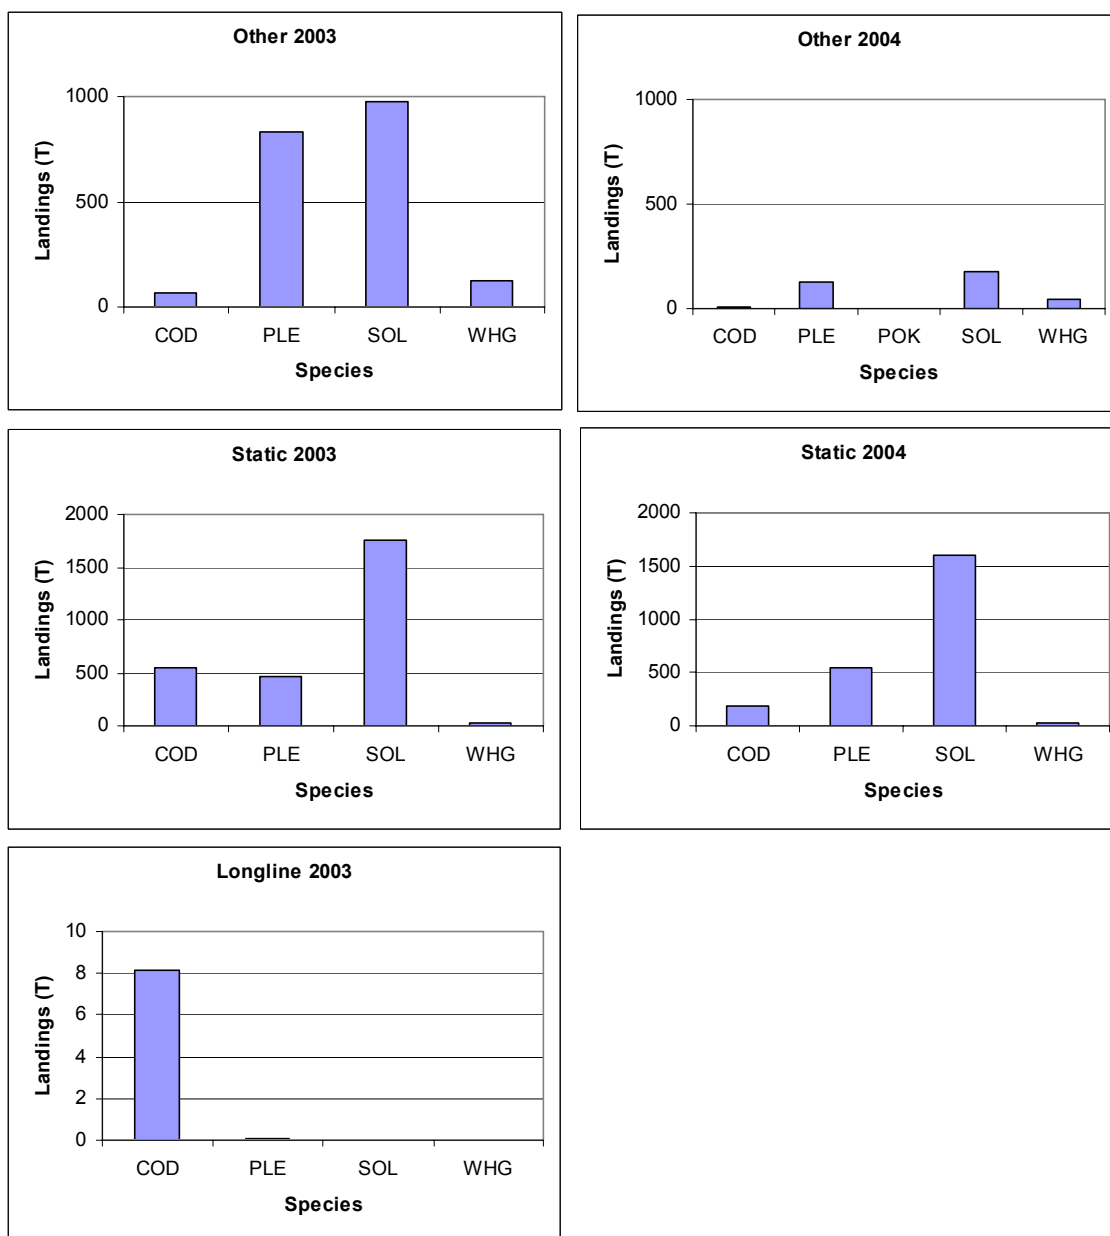 Other 2003
Landings (T)
1000
500
0
COD PLE SOL WHG
Species
Other 2004
Landings (T)
1000
500
0
COD PLE POK SOL WHG
Species
Static 2003
Landings (T)
2000
1500
1000
500
0
COD PLE SOL WHG
Species
Static 2004
Landings (T)
2000
1500
1000
500
0
COD PLE SOL WHG
Species
Longline 2003
Landings (T)
10
8
6
4
2
0
COD PLE SOL WHG
Species